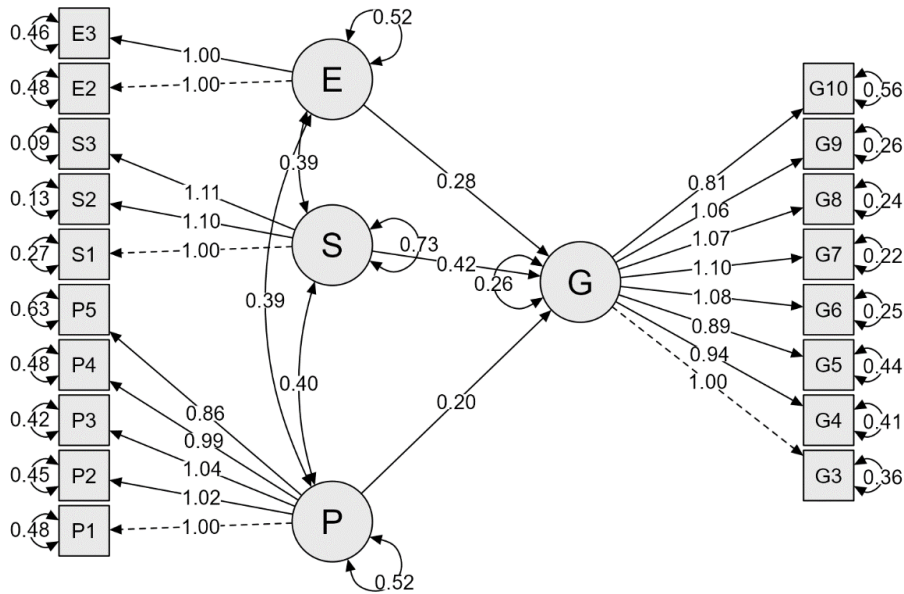 0.46 E3
0.48 E2
0.09 S3
0.13 S2
0.27 S1
0.63 P5
0.48 P4
0.42 P3
0.45 P2
0.48 P1
1.00
1.00
1.11
1.10
1.00
0.86
0.99
1.04
1.02
1.00
E
0.52
S
0.73
P
0.52
0.39
0.39
0.40
0.28
0.42
0.20
G
0.26
0.81
1.06
1.07
1.10
1.08
0.89
0.94
1.00
G10 0.56
G9 0.26
G8 0.24
G7 0.22
G6 0.25
G5 0.44
G4 0.41
G3 0.36